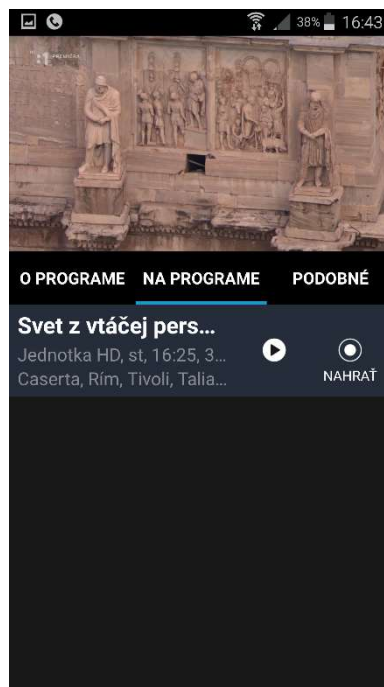 38% 16:43
:1
O PROGRAME NA PROGRAME PODOBNÉ
Svet z vtáčej pers...
Jednotka HD, st, 16:25, 3...
Caserta, Rím, Tivoli, Talia...
NAHRAŤ